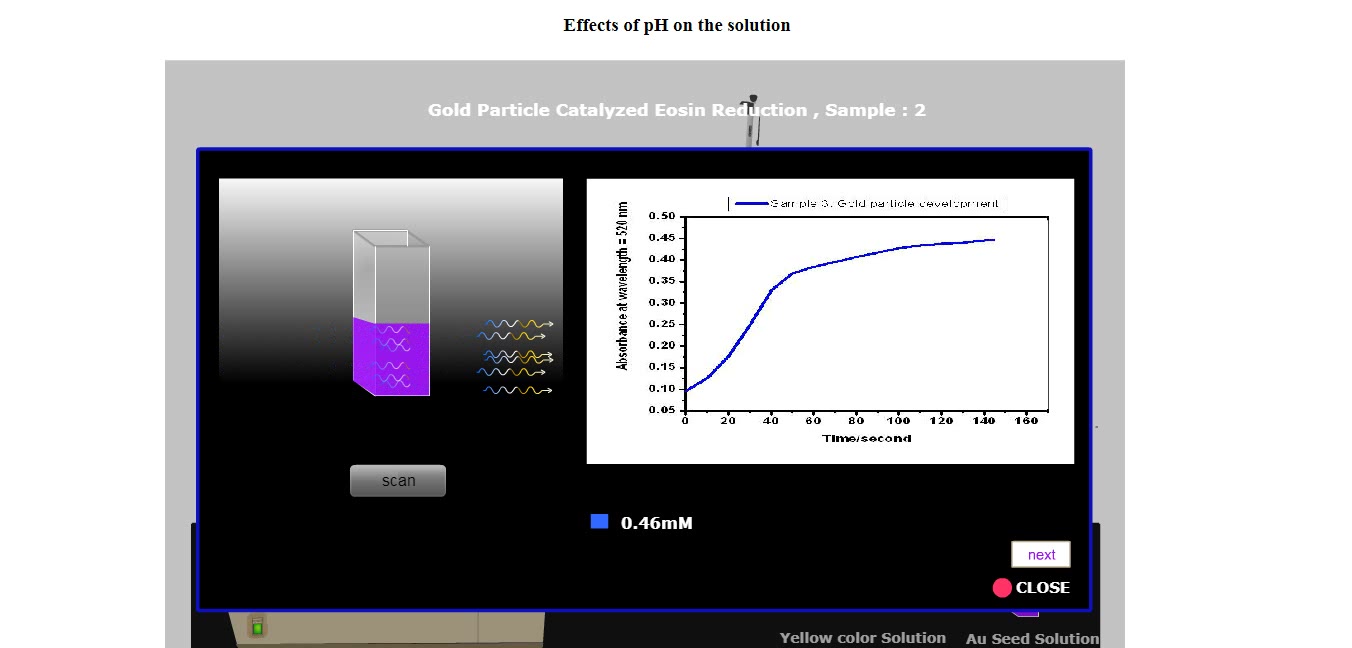 Effects of pH on the solution
Gold Particle Catalyzed Eosin Reduction , Sample : 2
Sample 3: Gold particle development
Absorbance at wavelength = 520 nm
0.50
0.45
0.40
0.35
0.30
0.25
0.20
0.15
0.10
0.05
0 20 40 60 80 100 120 140 160
Time/second
scan
0.46mM
next
CLOSE
Yellow color Solution Au Seed Solution